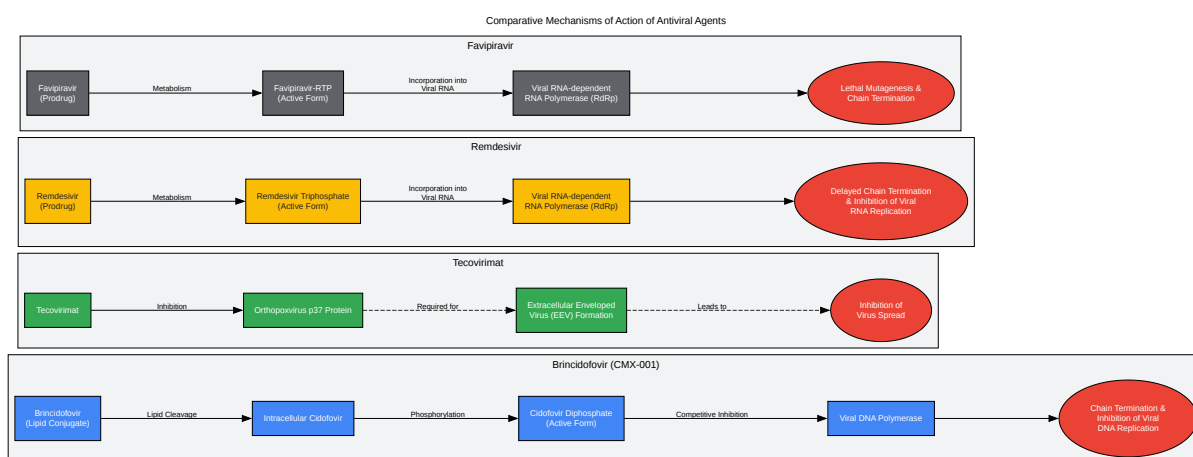 Comparative Mechanisms of Action of Antiviral Agents
Favipiravir
Favipiravir
(Prodrug)
Metabolism
Favipiravir-RTP
(Active Form)
Incorporation into
Viral RNA
Viral RNA-dependent
RNA Polymerase (RdRp)
Lethal Mutagenesis &
Chain Termination
Remdesivir
Remdesivir
(Prodrug)
Metabolism
Remdesivir Triphosphate
(Active Form)
Incorporation into
Viral RNA
Viral RNA-dependent
RNA Polymerase (RdRp)
Delayed Chain Termination
& Inhibition of Viral
RNA Replication
Tecovirimat
Tecovirimat
Inhibition
Orthopoxvirus p37 Protein
Required for
Extracellular Enveloped
Virus (EEV) Formation
Leads to
Inhibition of
Virus Spread
Brincidofovir (CMX-001)
Brincidofovir
(Lipid Conjugate)
Lipid Cleavage
Intracellular Cidofovir
Phosphorylation
Cidofovir Diphosphate
(Active Form)
Competitive Inhibition
Viral DNA Polymerase
Chain Termination &
Inhibition of Viral
DNA Replication